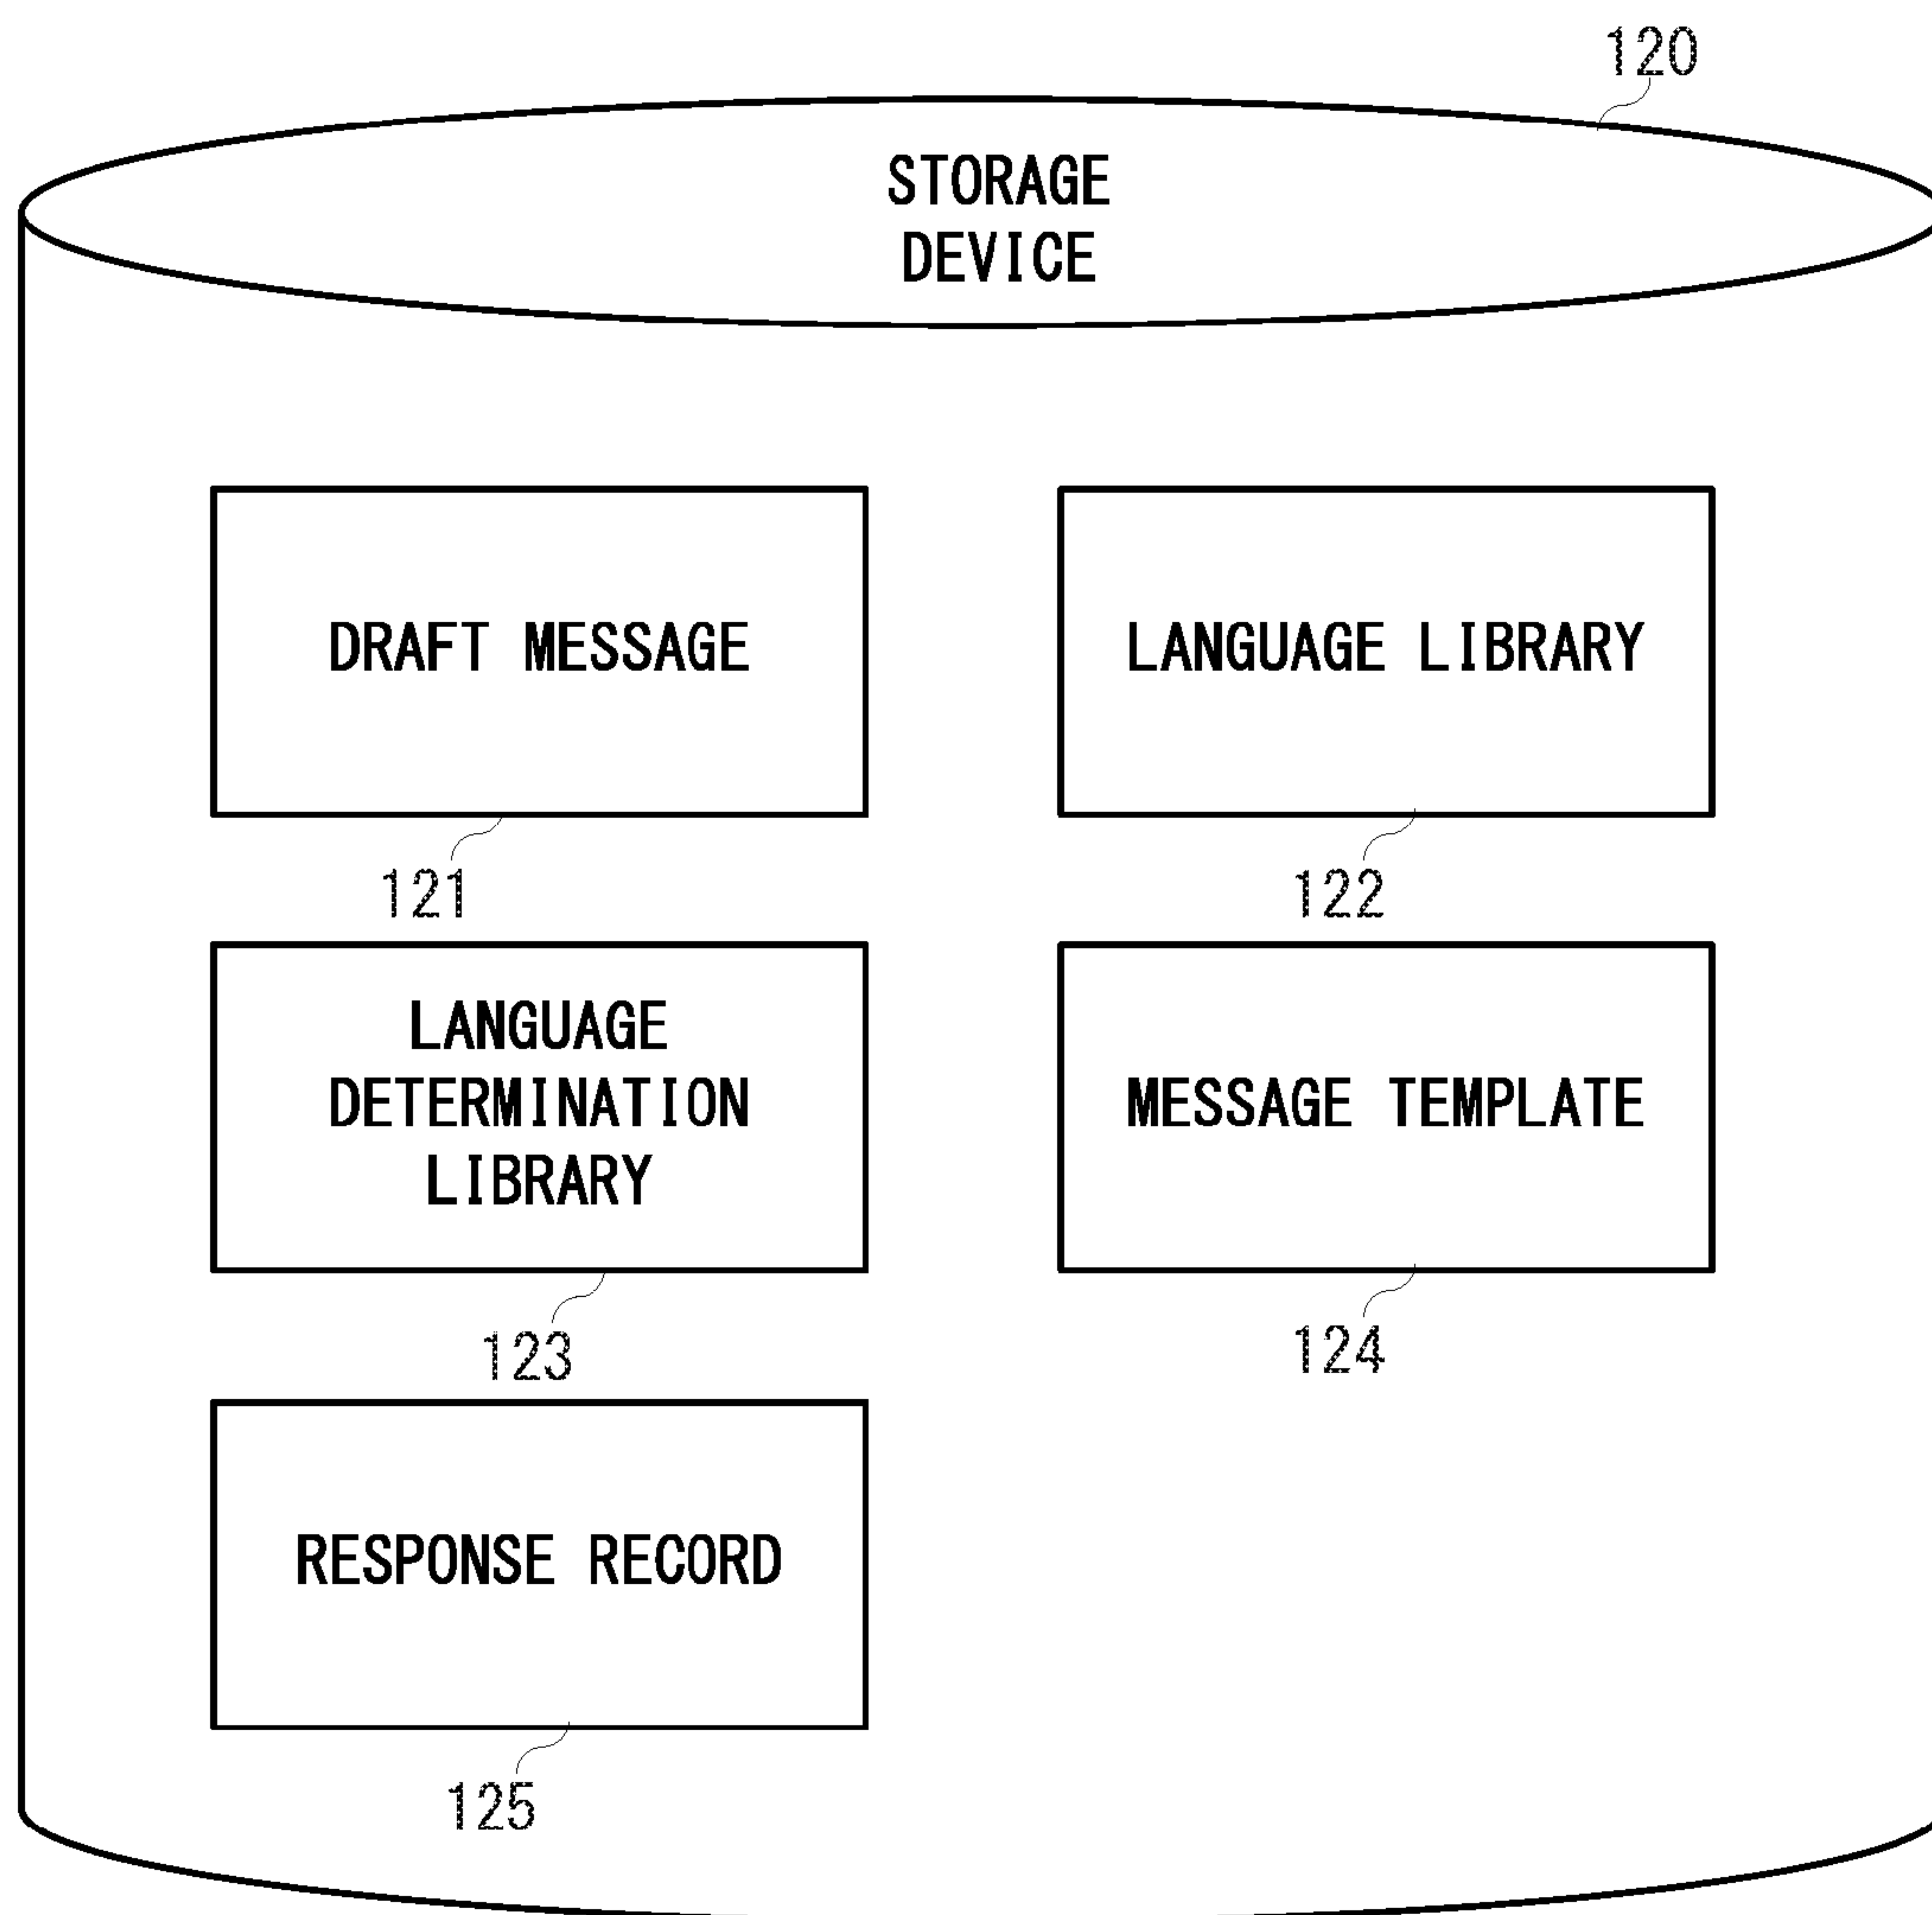 120
STORAGE
DEVICE
DRAFT MESSAGE
LANGUAGE LIBRARY
121
122
LANGUAGE
DETERMINATION
LIBRARY
MESSAGE TEMPLATE
123
124
RESPONSE RECORD
125